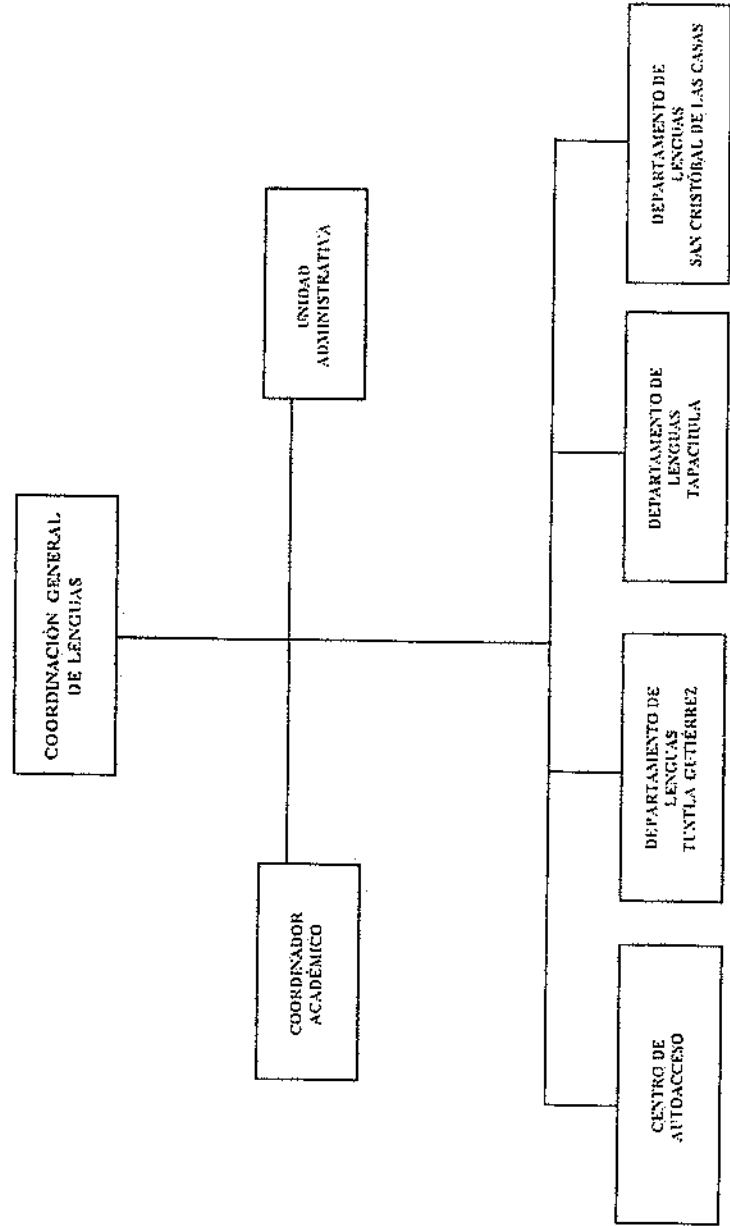 COORDINACIÓN GENERAL
DE LENGUAS
COORDINADOR
ACADÉMICO
UNIDAD
ADMINISTRATIVA
CENTRO DE
AUTOACCESO
DEPARTAMENTO DE
LENGUAS
TUXTLA GUTIÉRREZ
DEPARTAMENTO DE
LENGUAS
TAPACHULA
DEPARTAMENTO DE
LENGUAS
SAN CRISTÓBAL DE LAS CASAS